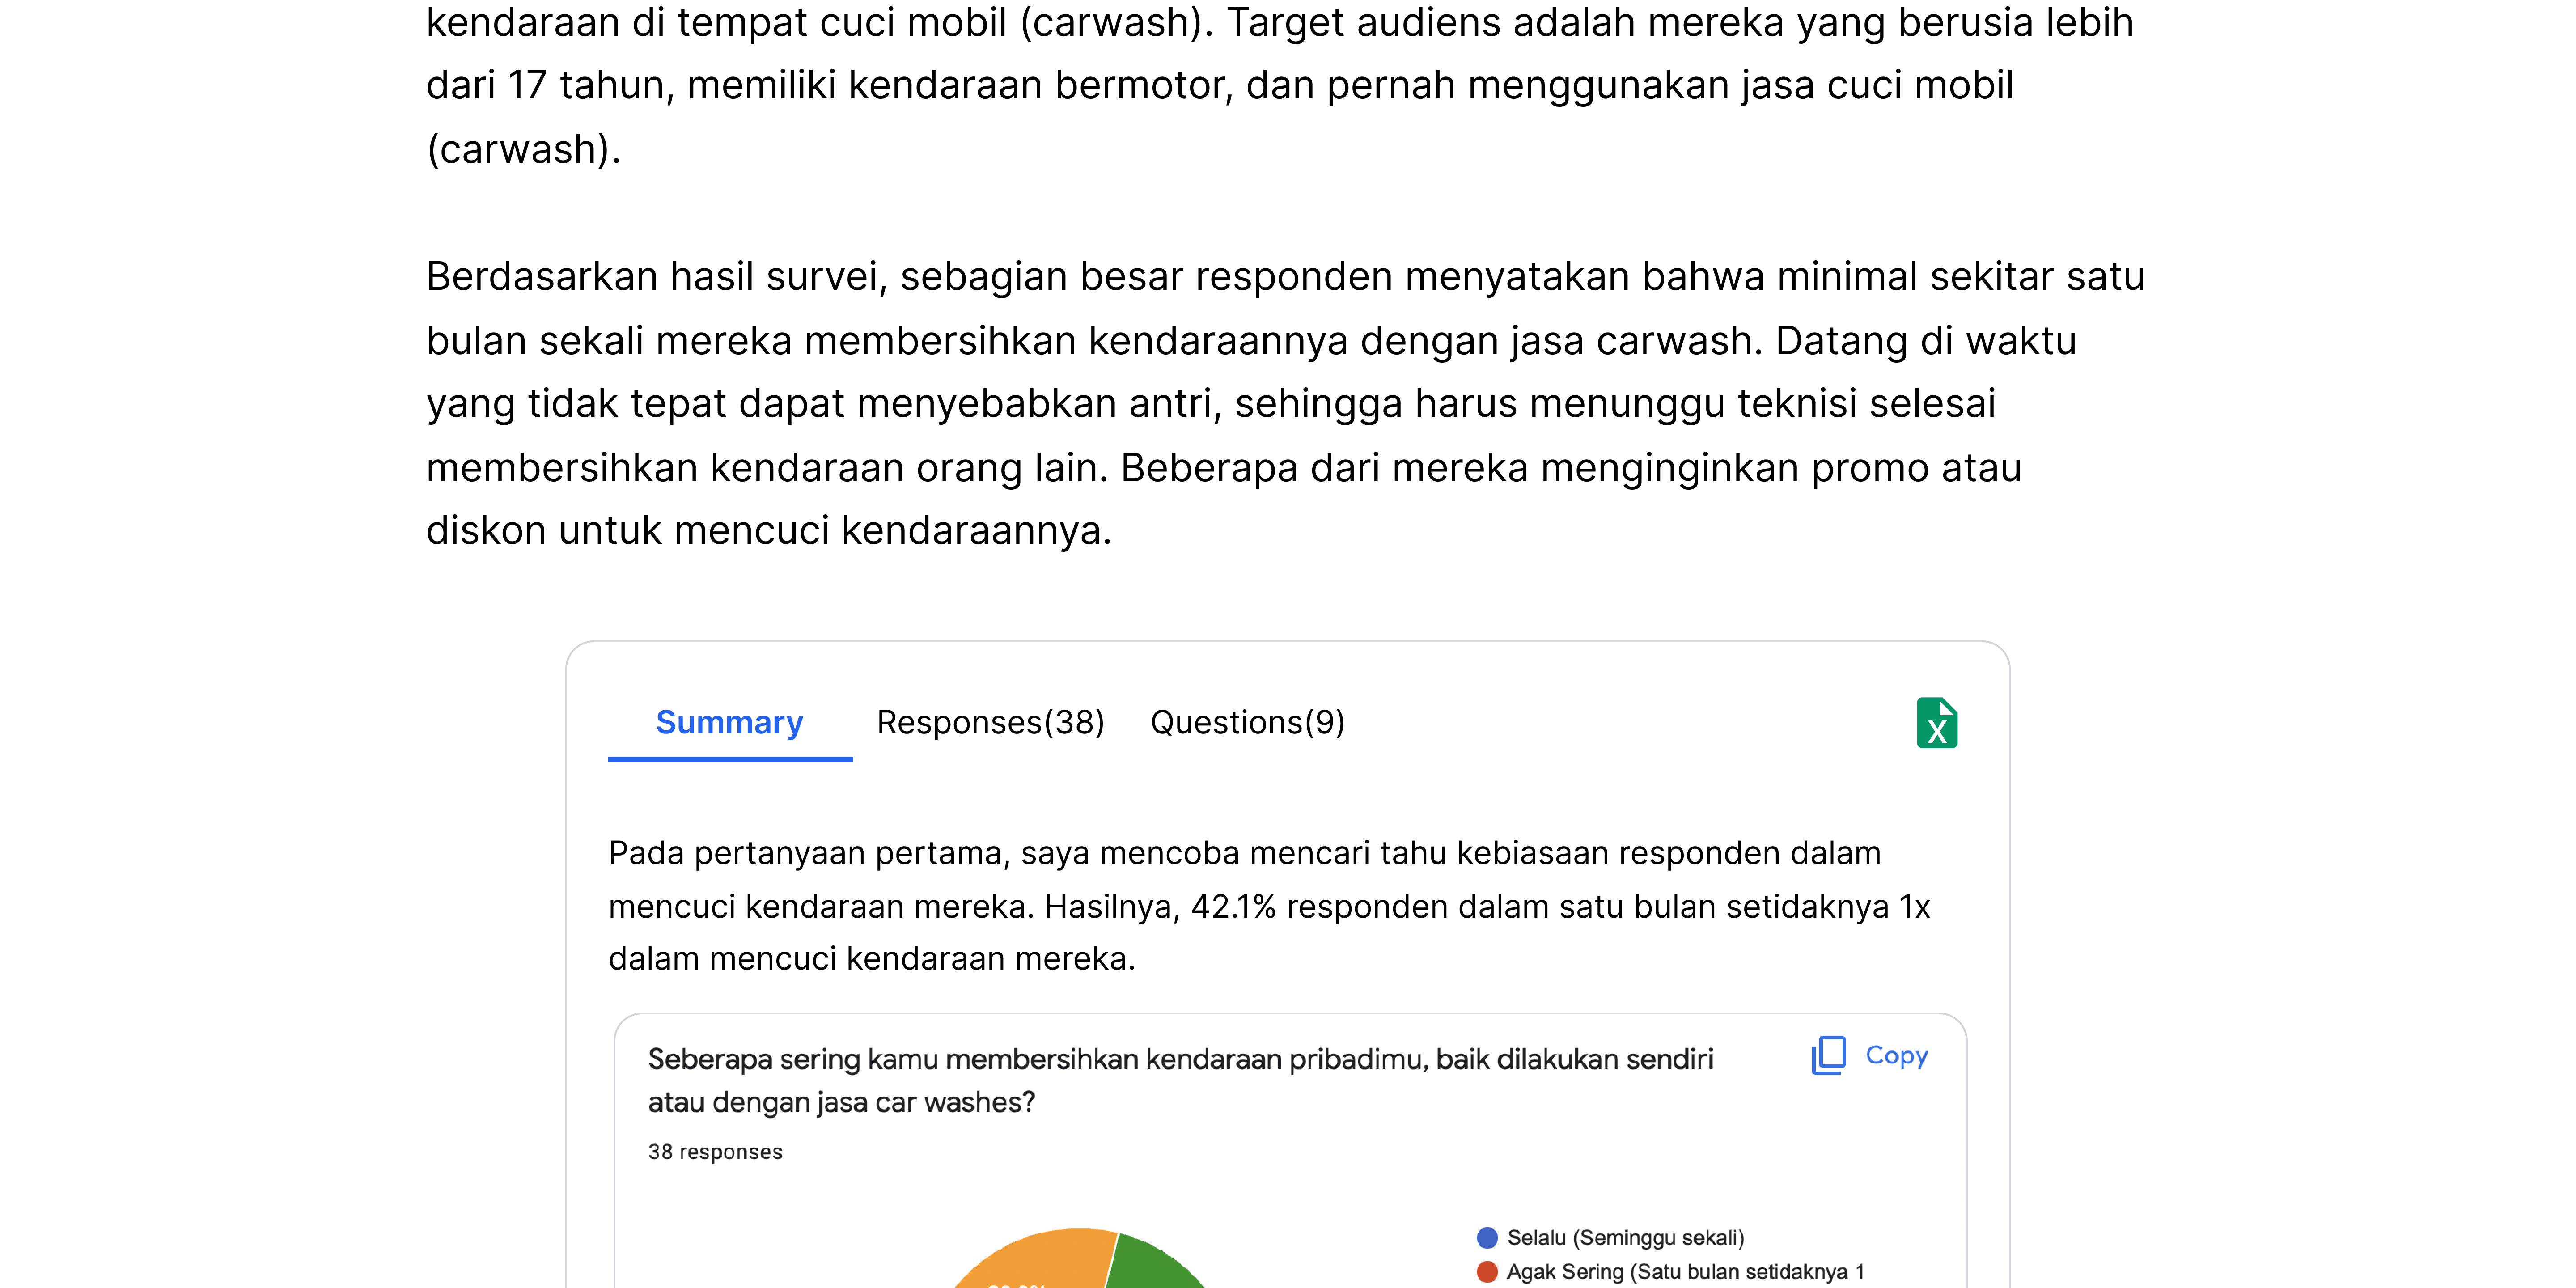 kendaraan di tempat cuci mobil (carwash). Target audiens adalah mereka yang berusia lebih
dari 17 tahun, memiliki kendaraan bermotor, dan pernah menggunakan jasa cuci mobil
(carwash).
Berdasarkan hasil survei, sebagian besar responden menyatakan bahwa minimal sekitar satu
bulan sekali mereka membersihkan kendaraannya dengan jasa carwash. Datang di waktu
yang tidak tepat dapat menyebabkan antri, sehingga harus menunggu teknisi selesai
membersihkan kendaraan orang lain. Beberapa dari mereka menginginkan promo atau
diskon untuk mencuci kendaraannya.
Summary Responses(38) Questions(9)
X
Pada pertanyaan pertama, saya mencoba mencari tahu kebiasaan responden dalam
mencuci kendaraan mereka. Hasilnya, 42.1% responden dalam satu bulan setidaknya 1x
dalam mencuci kendaraan mereka.
Seberapa sering kamu membersihkan kendaraan pribadimu, baik dilakukan sendiri
atau dengan jasa car washes?
Copy
38 responses
Selalu (Seminggu sekali)
Agak Sering (Satu bulan setidaknya 1